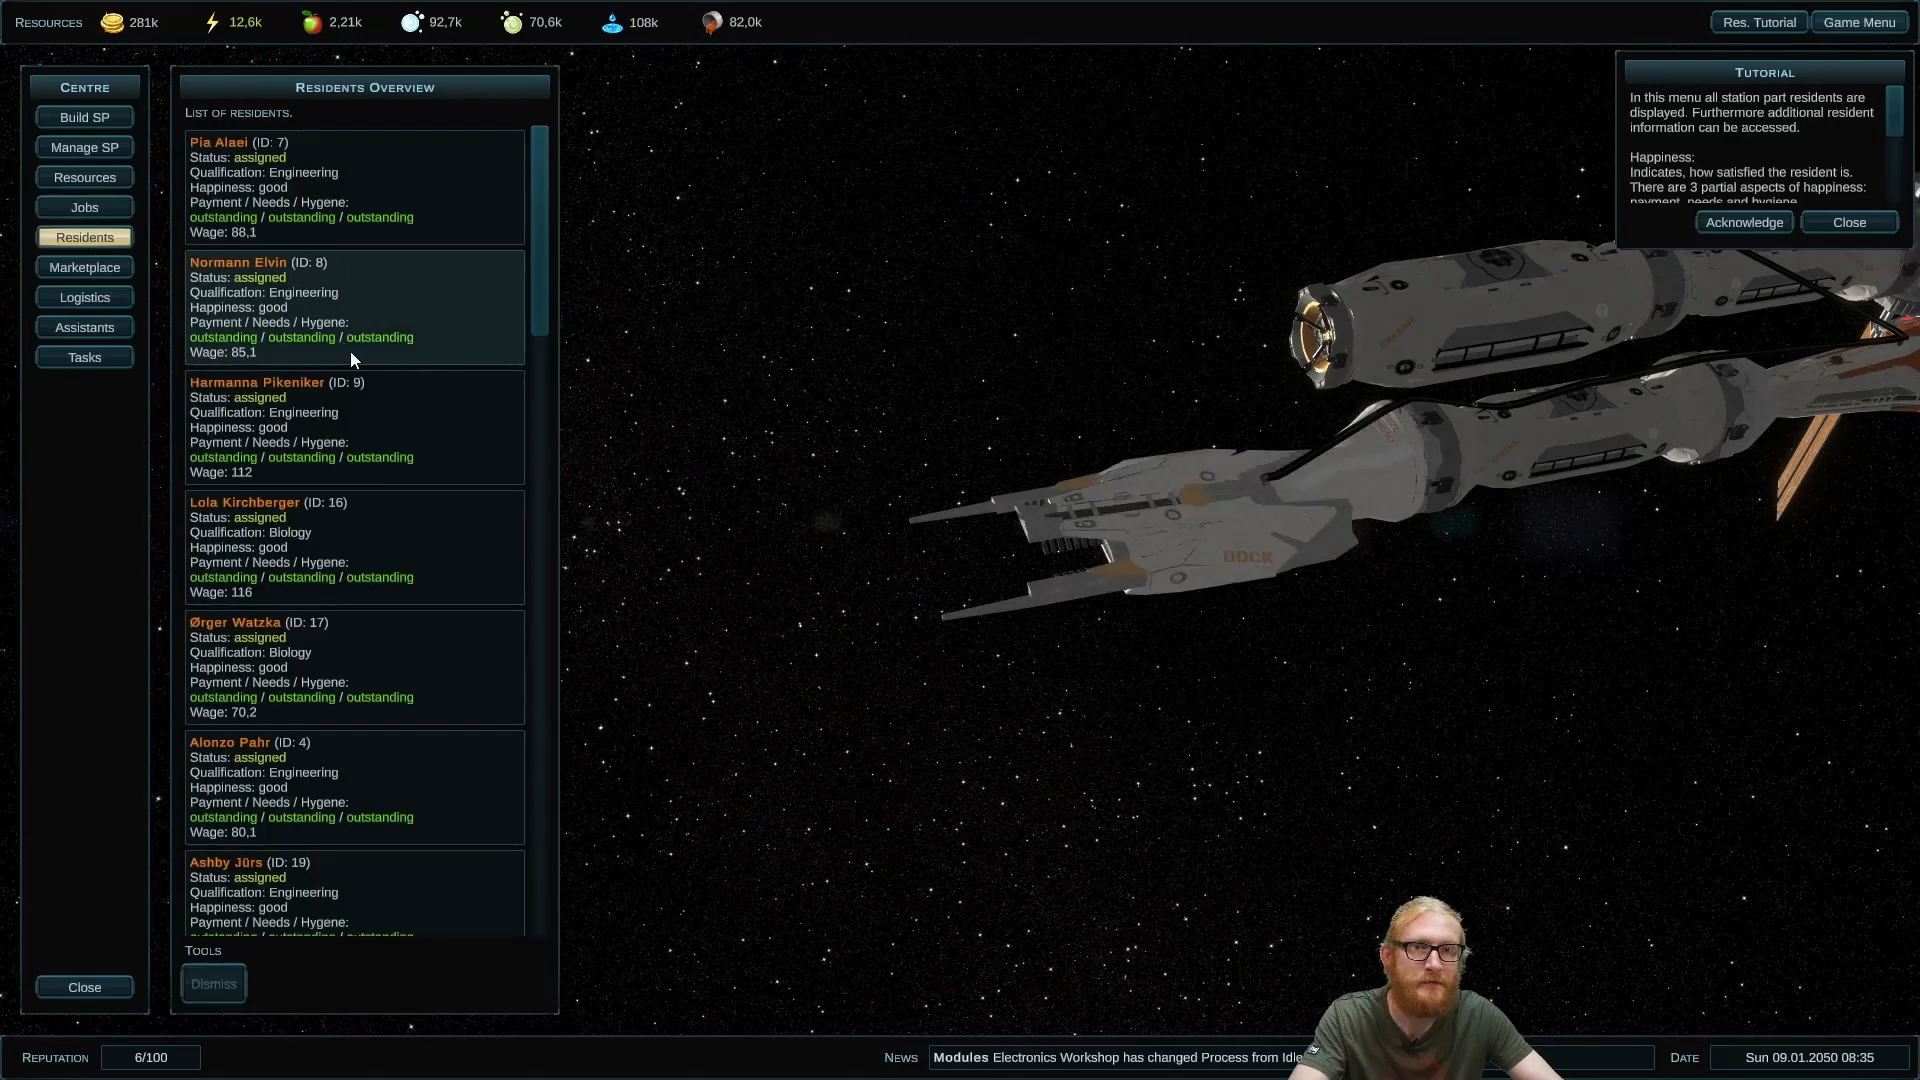 RESOURCES 281k 12,6k 2,21k 92,7k 70,6k 108k 82,0k Res. Tutorial Game Menu
CENTRE
Build SP
Manage SP
Resources
Jobs
Residents
Marketplace
Logistics
Assistants
Tasks
Close
RESIDENTS OVERVIEW
LIST OF RESIDENTS.
Pia Alaei (ID: 7)
Status: assigned
Qualification: Engineering
Happiness: good
Payment / Needs / Hygene:
outstanding / outstanding / outstanding
Wage: 88,1
Normann Elvin (ID: 8)
Status: assigned
Qualification: Engineering
Happiness: good
Payment / Needs / Hygene:
outstanding / outstanding / outstanding
Wage: 85,1
Harmanna Pikeniker (ID: 9)
Status: assigned
Qualification: Engineering
Happiness: good
Payment / Needs / Hygene:
outstanding / outstanding / outstanding
Wage: 112
Lola Kirchberger (ID: 16)
Status: assigned
Qualification: Biology
Happiness: good
Payment / Needs / Hygene:
outstanding / outstanding / outstanding
Wage: 116
Ørger Watzka (ID: 17)
Status: assigned
Qualification: Biology
Happiness: good
Payment / Needs / Hygene:
outstanding / outstanding / outstanding
Wage: 70,2
Alonzo Pahr (ID: 4)
Status: assigned
Qualification: Engineering
Happiness: good
Payment / Needs / Hygene:
outstanding / outstanding / outstanding
Wage: 80,1
Ashby Jürs (ID: 19)
Status: assigned
Qualification: Engineering
Happiness: good
Payment / Needs / Hygene:
TOOLS
Dismiss
TUTORIAL
In this menu all station part residents are
displayed. Furthermore additional resident
information can be accessed.
Happiness:
Indicates, how satisfied the resident is.
There are 3 partial aspects of happiness:
payment, needs and hygiene
Acknowledge Close
DOCK
REPUTATION 6/100 NEWS Modules Electronics Workshop has changed Process from Idle DATE Sun 09.01.2050 08:35